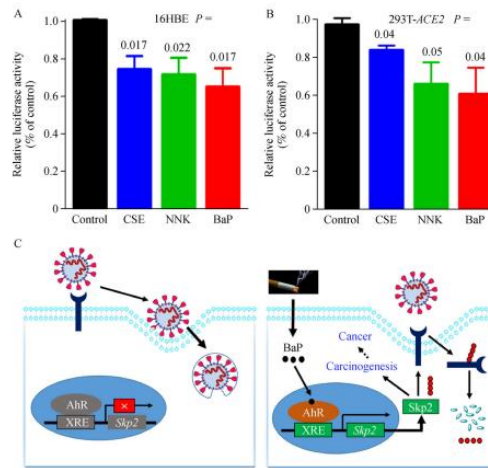 A
16HBE P =
Relative luciferase activity
(% of control)
1.0
0.8
0.6
0.4
0.2
0
0.017
0.022
0.017
Control
CSE
NNK
BaP
B
293T-ACE2 P =
Relative luciferase activity
(% of control)
1.0
0.8
0.6
0.4
0.2
0
0.04
0.05
0.04
Control
CSE
NNK
BaP
C
AhR
XRE
×
Skp2
BaP
Cancer
Carcinogenesis
AhR
XRE
Skp2
Skp2